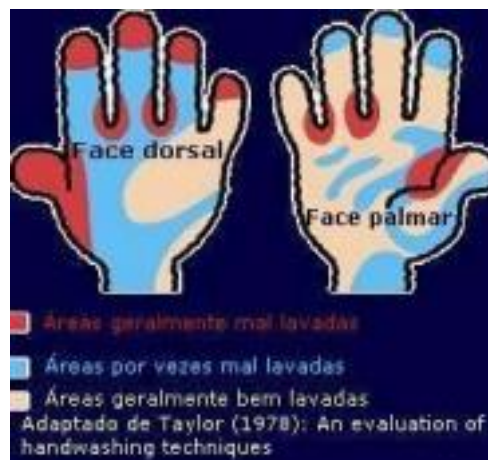 Face dorsal
Face palmar
Áreas geralmente mal lavadas
Áreas por vezes mal lavadas
Áreas geralmente bem lavadas
Adaptado de Taylor (1978): An evaluation of
handwashing techniques